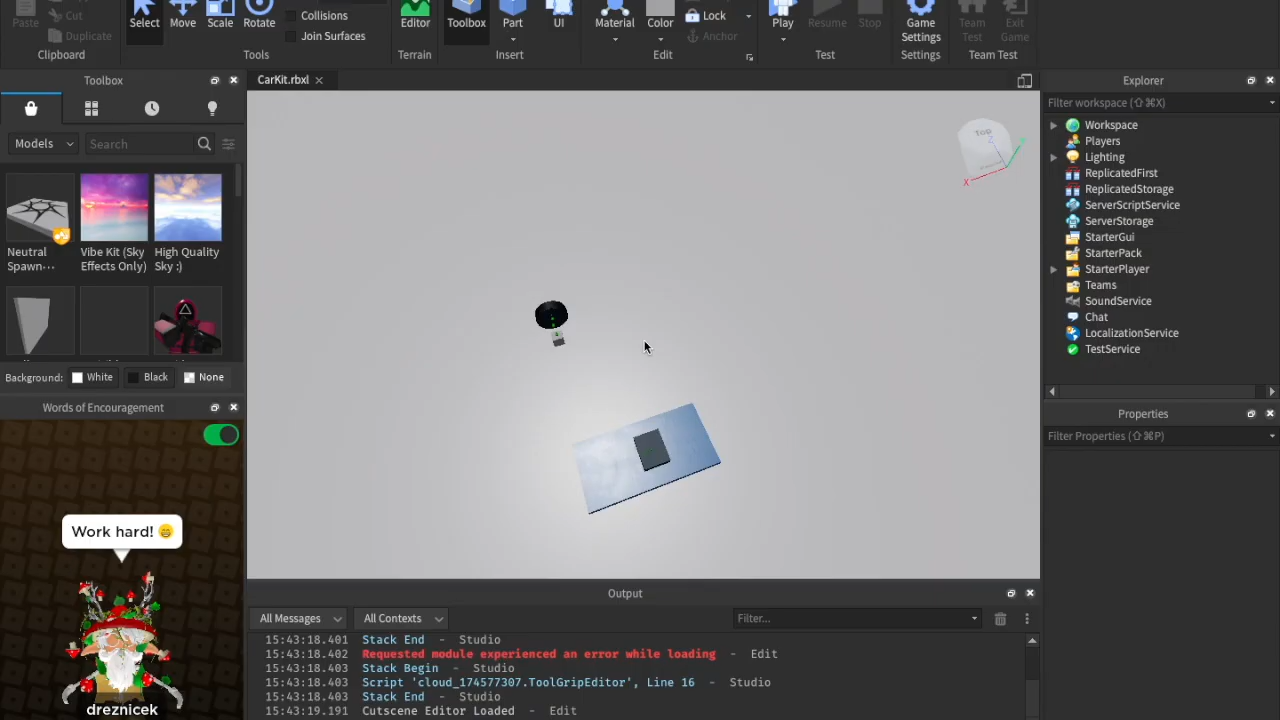 Paste
Cut
Duplicate
Clipboard
Select
Move
Scale
Rotate
Collisions
Join Surfaces
Tools
Editor
Terrain
Toolbox
Part
UI
Insert
Material
Color
Lock
Anchor
Edit
Play
Resume
Stop
Test
Game
Settings
Settings
Team
Test
Exit
Game
Team Test
Toolbox
CarKit.rbxl
Explorer
Models
Search
Neutral
Spawn...
Vibe Kit (Sky
Effects Only)
High Quality
Sky :)
Background:
White
Black
None
Words of Encouragement
Work hard! 😁
dreznicek
Top
X
Filter workspace (⇧⌘X)
Workspace
Players
Lighting
ReplicatedFirst
ReplicatedStorage
ServerScriptService
ServerStorage
StarterGui
StarterPack
StarterPlayer
Teams
SoundService
Chat
LocalizationService
TestService
Properties
Filter Properties (⇧⌘P)
Output
All Messages
All Contexts
Filter...
15:43:18.401 Stack End - Studio
15:43:18.402 Requested module experienced an error while loading - Edit
15:43:18.403 Stack Begin - Studio
15:43:18.403 Script 'cloud_174577307.ToolGripEditor', Line 16 - Studio
15:43:18.403 Stack End - Studio
15:43:19.191 Cutscene Editor Loaded - Edit